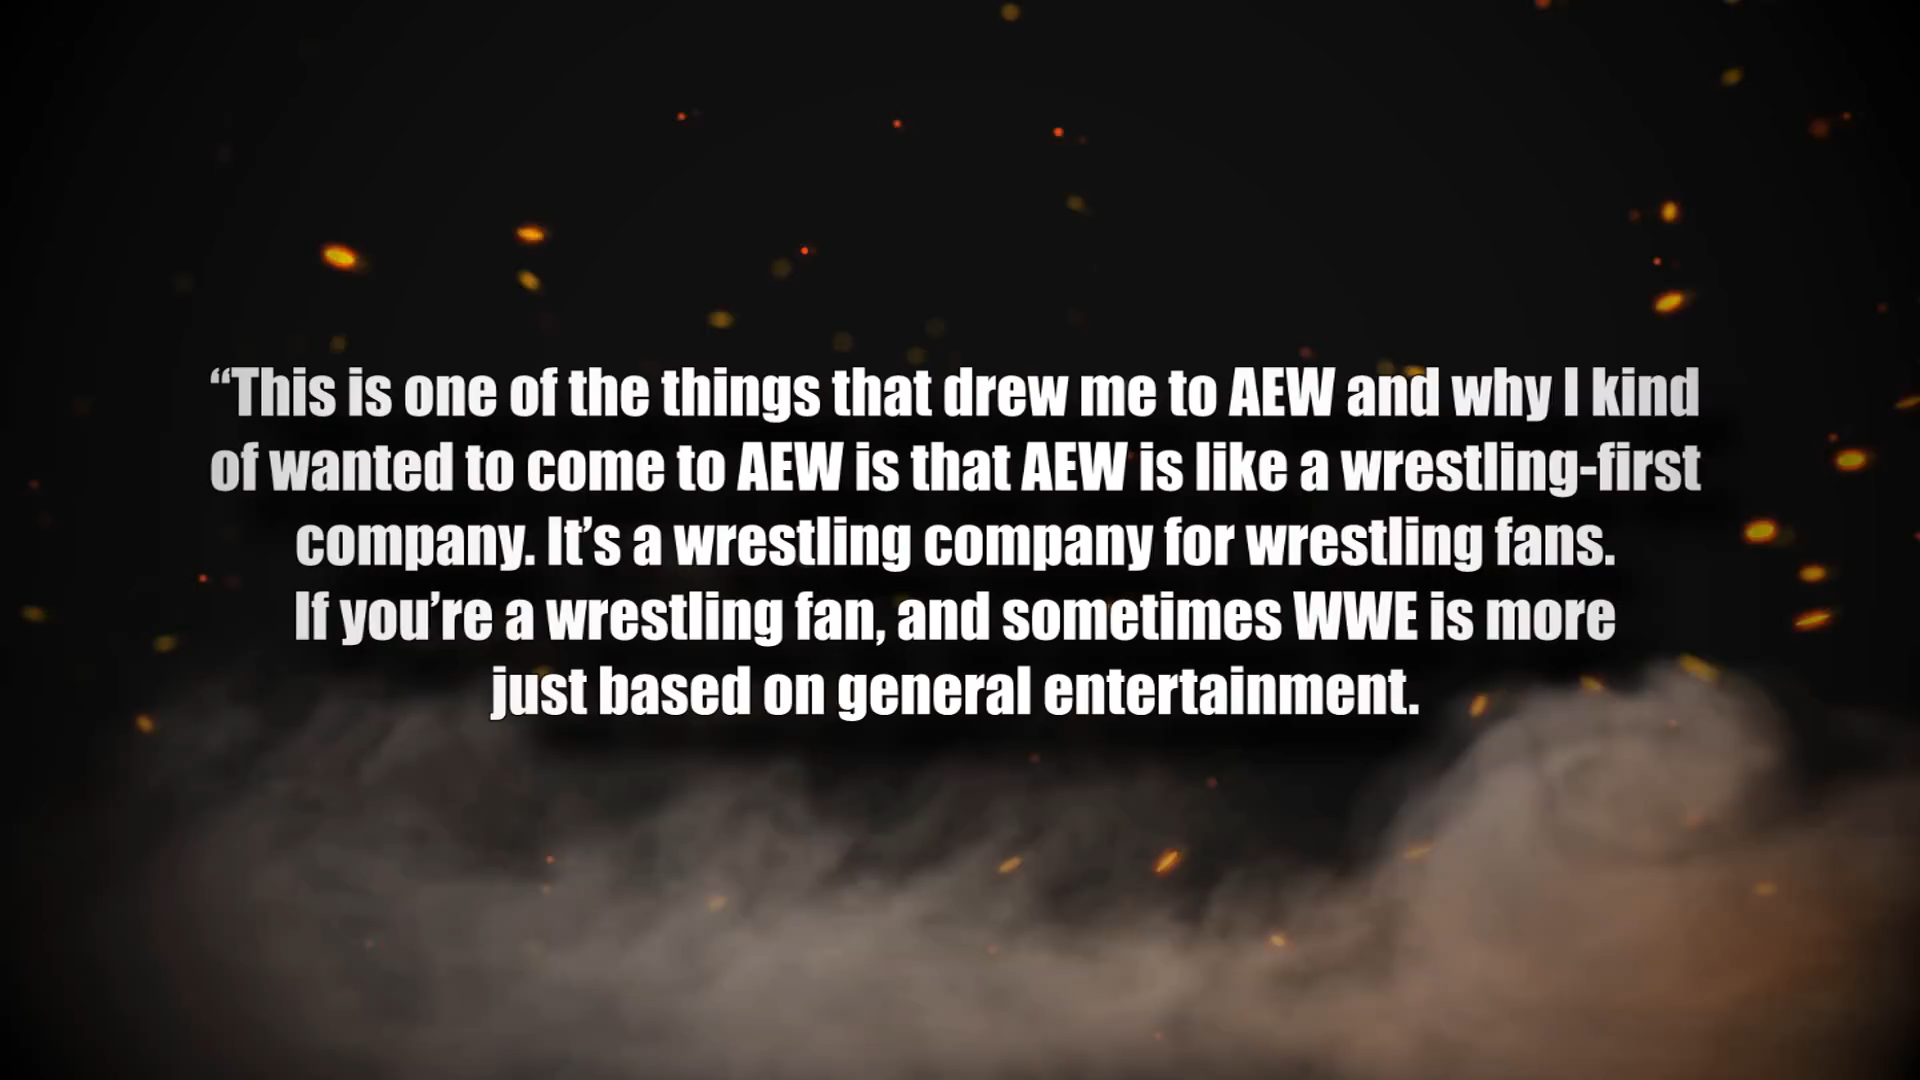 “This is one of the things that drew me to AEW and why I kind
of wanted to come to AEW is that AEW is like a wrestling-first
company. It’s a wrestling company for wrestling fans.
If you’re a wrestling fan, and sometimes WWE is more
just based on general entertainment.